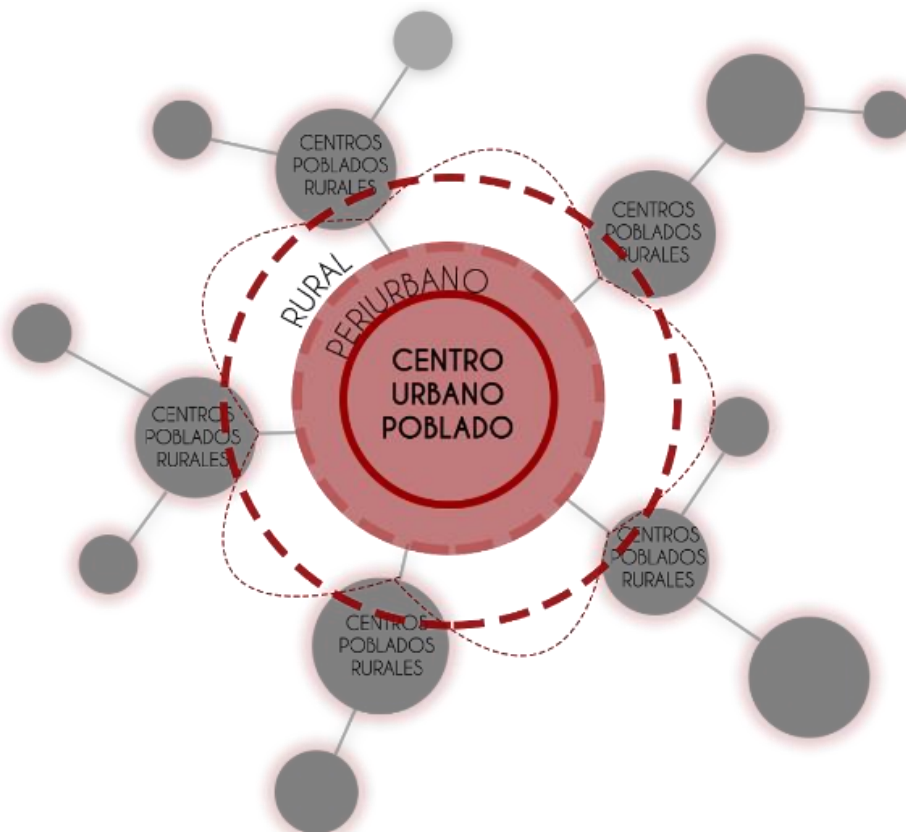 CENTROS
POBLADOS
RURALES
CENTROS
POBLADOS
RURALES
RURAL
PERIURBANO
CENTRO
URBANO
POBLADO
CENTROS
POBLADOS
RURALES
CENTROS
POBLADOS
RURALES
CENTROS
POBLADOS
RURALES